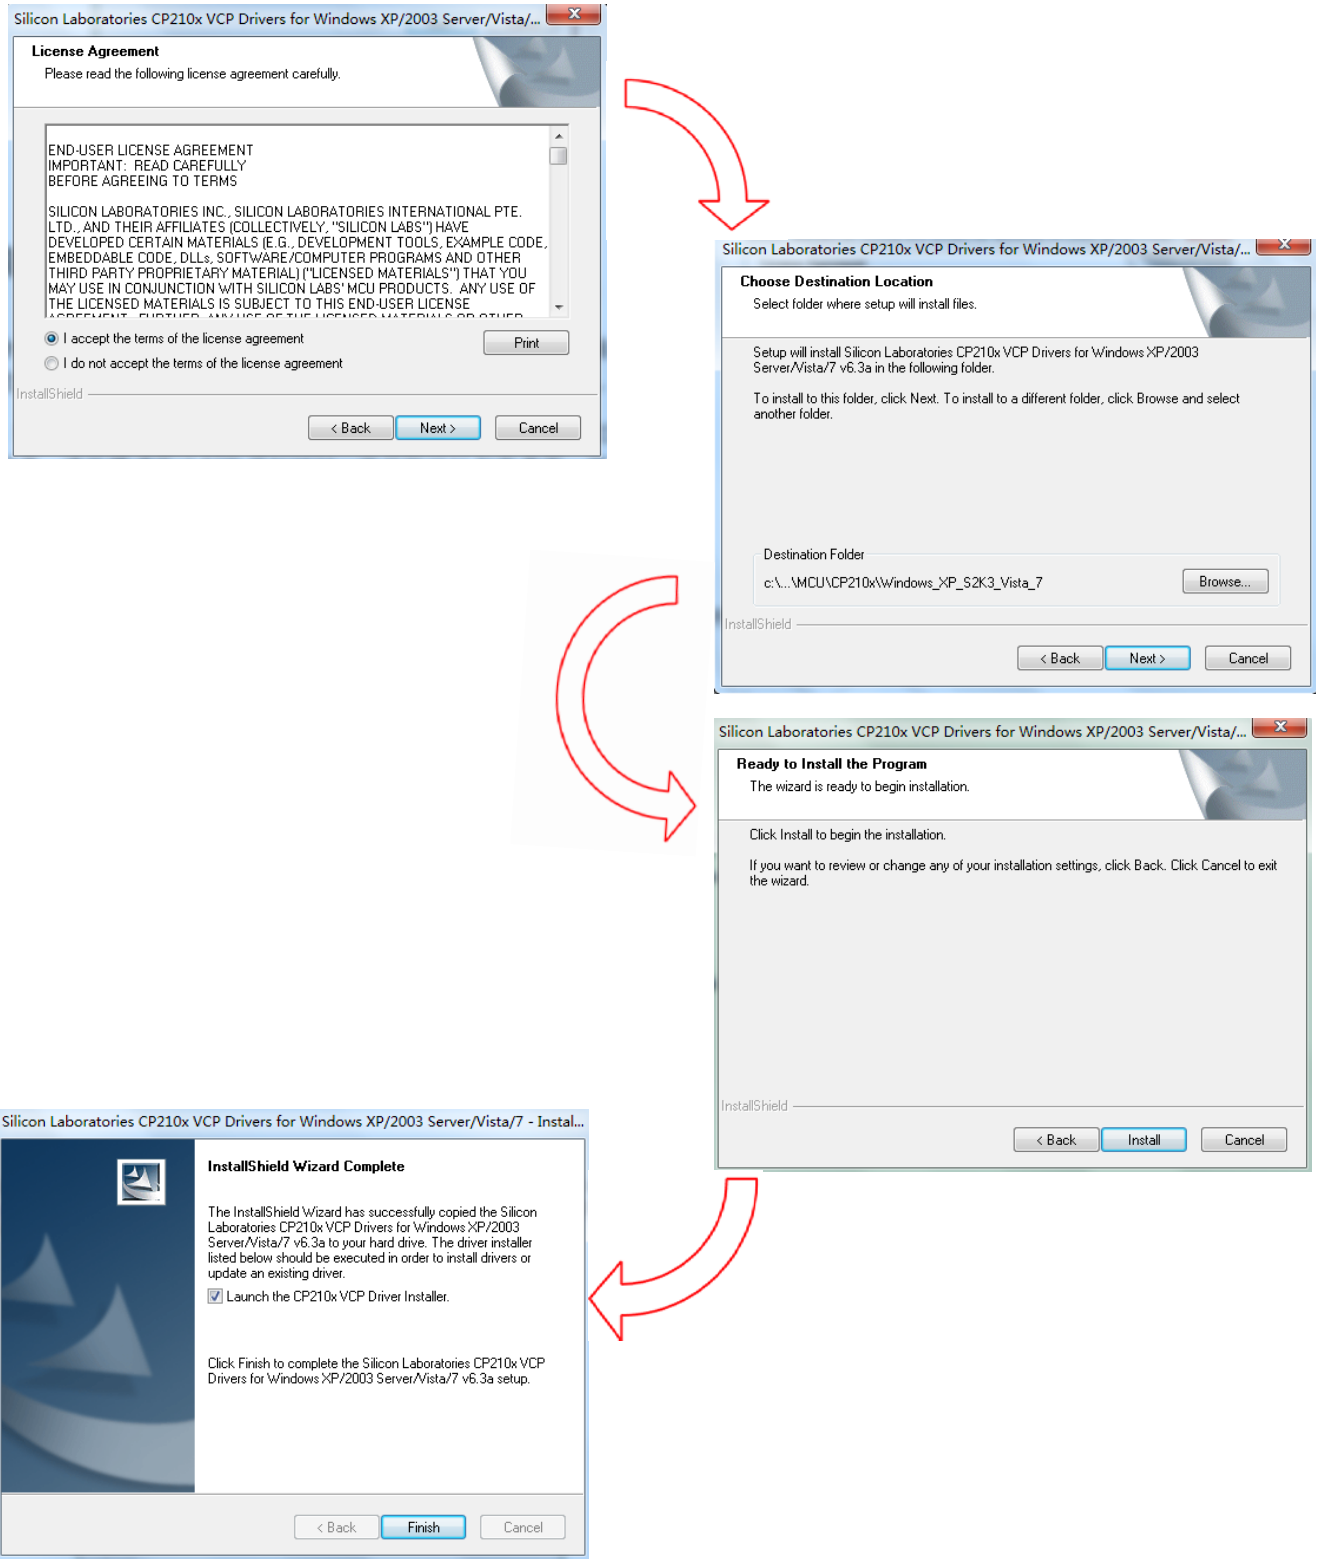 Silicon Laboratories CP210x VCP Drivers for Windows XP/2003 Server/Vista/...
License Agreement
Please read the following license agreement carefully.
END-USER LICENSE AGREEMENT
IMPORTANT:  READ CAREFULLY
BEFORE AGREEING TO TERMS
SILICON LABORATORIES INC., SILICON LABORATORIES INTERNATIONAL PTE.
LTD., AND THEIR AFFILIATES (COLLECTIVELY, "SILICON LABS") HAVE
DEVELOPED CERTAIN MATERIALS (E.G., DEVELOPMENT TOOLS, EXAMPLE CODE,
EMBEDDABLE CODE, DLLs, SOFTWARE/COMPUTER PROGRAMS AND OTHER
THIRD PARTY PROPRIETARY MATERIAL) ("LICENSED MATERIALS") THAT YOU
MAY USE IN CONJUNCTION WITH SILICON LABS' MCU PRODUCTS.  ANY USE OF
THE LICENSED MATERIALS IS SUBJECT TO THIS END-USER LICENSE
AGREEMENT.  FURTHER, ANY USE OF THE LICENSED MATERIALS OR OTHER
I accept the terms of the license agreement
Print
I do not accept the terms of the license agreement
InstallShield
< Back
Next >
Cancel
Silicon Laboratories CP210x VCP Drivers for Windows XP/2003 Server/Vista/...
Choose Destination Location
Select folder where setup will install files.
Setup will install Silicon Laboratories CP210x VCP Drivers for Windows XP/2003
Server/Vista/7 v6.3a in the following folder.
To install to this folder, click Next. To install to a different folder, click Browse and select
another folder.
Destination Folder
c:\...\MCU\CP210x\Windows_XP_S2K3_Vista_7
Browse...
InstallShield
< Back
Next >
Cancel
Silicon Laboratories CP210x VCP Drivers for Windows XP/2003 Server/Vista/...
Ready to Install the Program
The wizard is ready to begin installation.
Click Install to begin the installation.
If you want to review or change any of your installation settings, click Back. Click Cancel to exit
the wizard.
InstallShield
< Back
Install
Cancel
Silicon Laboratories CP210x VCP Drivers for Windows XP/2003 Server/Vista/7 - Instal...
InstallShield Wizard Complete
The InstallShield Wizard has successfully copied the Silicon
Laboratories CP210x VCP Drivers for Windows XP/2003
Server/Vista/7 v6.3a to your hard drive. The driver installer
listed below should be executed in order to install drivers or
update an existing driver.
Launch the CP210x VCP Driver Installer.
Click Finish to complete the Silicon Laboratories CP210x VCP
Drivers for Windows XP/2003 Server/Vista/7 v6.3a setup.
< Back
Finish
Cancel